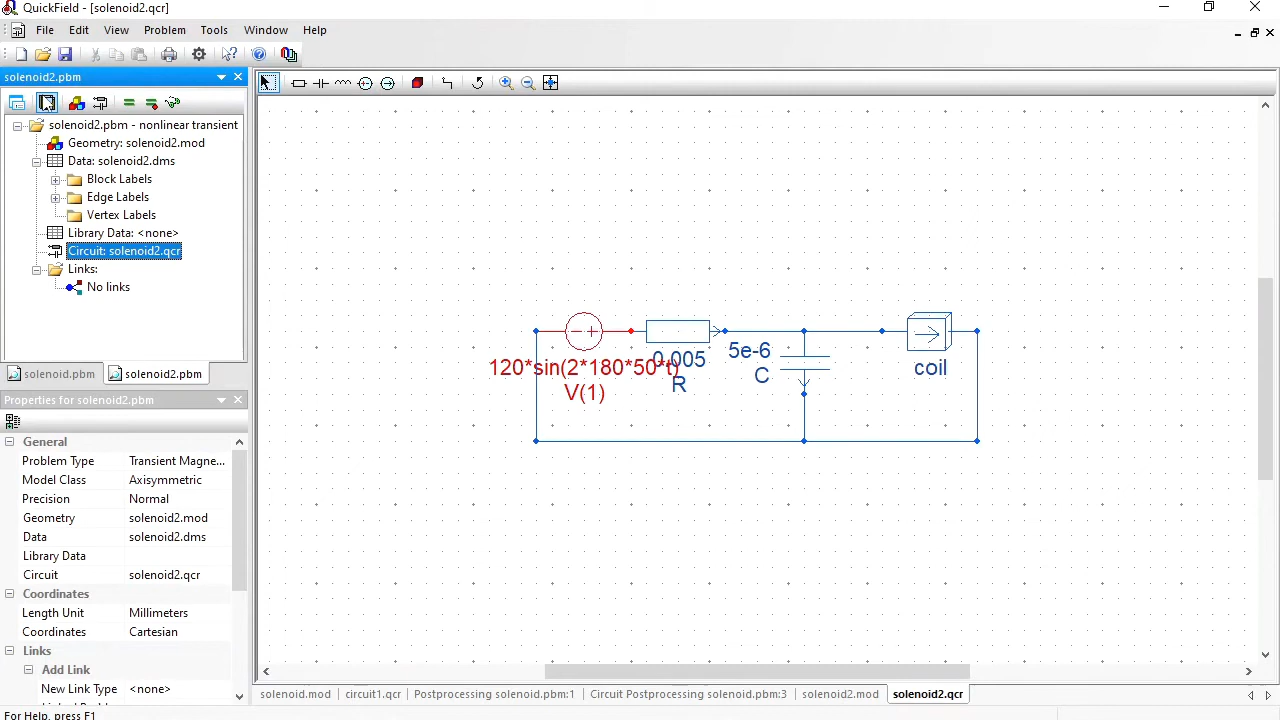 QuickField - [solenoid2.qcr]
File Edit View Problem Tools Window Help
solenoid2.pbm
solenoid2.pbm - nonlinear transient
Geometry: solenoid2.mod
Data: solenoid2.dms
Block Labels
Edge Labels
Vertex Labels
Library Data: <none>
Circuit: solenoid2.qcr
Links:
No links
solenoid.pbm solenoid2.pbm
Properties for solenoid2.pbm
General
Problem Type Transient Magne...
Model Class Axisymmetric
Precision Normal
Geometry solenoid2.mod
Data solenoid2.dms
Library Data
Circuit solenoid2.qcr
Coordinates
Length Unit Millimeters
Coordinates Cartesian
Links
Add Link
New Link Type <none>
120*sin(2*180*50*t)
V(1)
0.005
R
5e-6
C
coil
solenoid.mod circuit1.qcr Postprocessing solenoid.pbm:1 Circuit Postprocessing solenoid.pbm:3 solenoid2.mod solenoid2.qcr
For Help, press F1